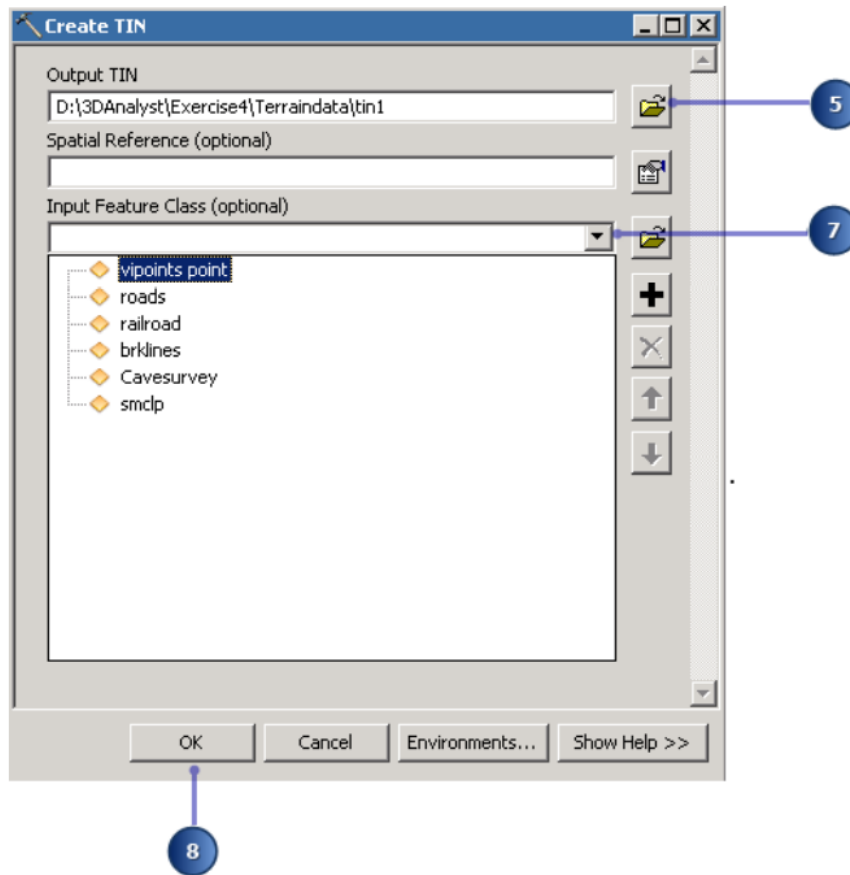 Create TIN
Output TIN
D:\3DAnalyst\Exercise4\Terraindata\tin1
5
Spatial Reference (optional)
Input Feature Class (optional)
7
vipoints point
roads
railroad
brklines
Cavesurvey
smclp
.
OK Cancel Environments... Show Help >>
8